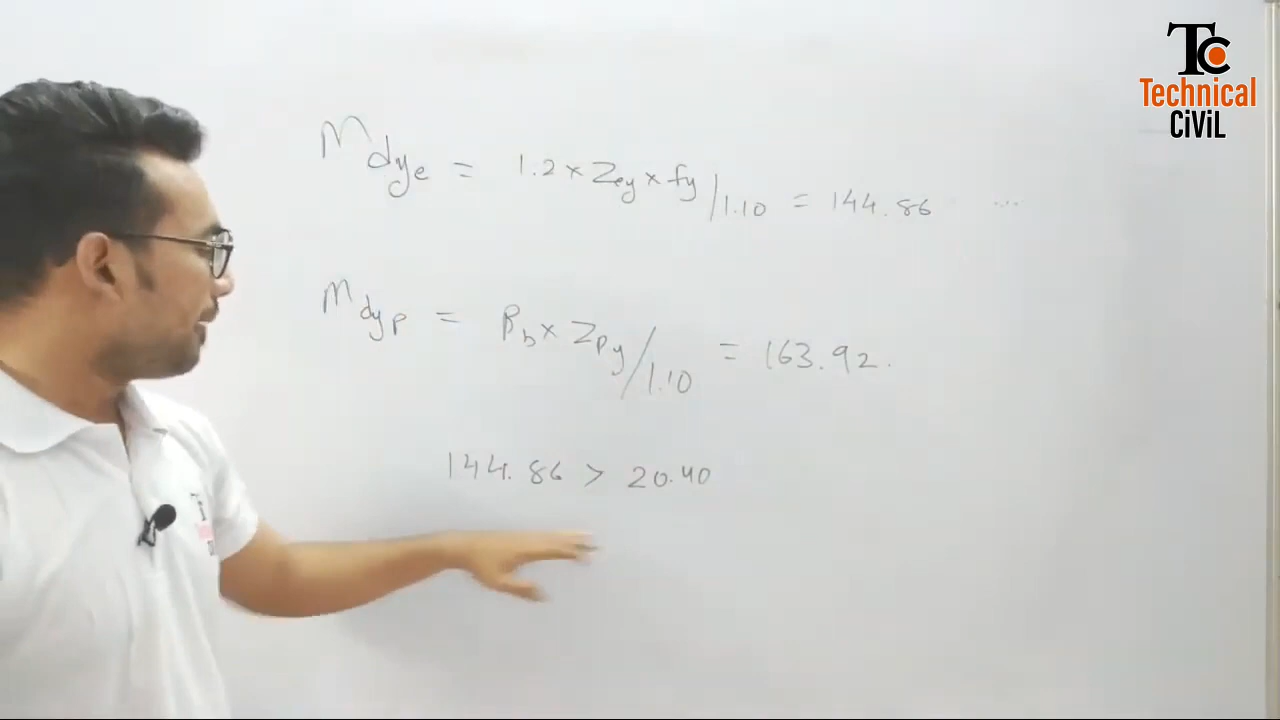 Tc
Technical
CiViL
Mdye = 1.2 × Zey × fy/1.10 = 144.86 ...
Mdyp = βb × Zpy/1.10 = 163.92.
144.86 > 20.40